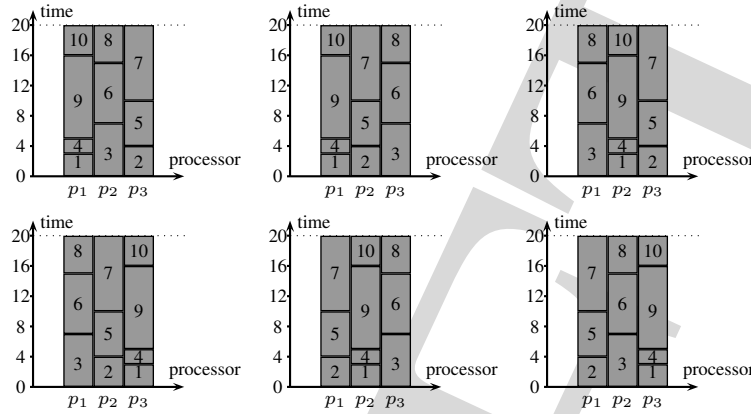 time
20
16
12
8
4
0
10 8
7
9 6
5
4 3
1 2
processor
p1 p2 p3
time
20
16
12
8
4
0
10 7 8
9 6
5
4 3
1 2
processor
p1 p2 p3
time
20
16
12
8
4
0
8 10 7
6 9
5
3 4
1 2
processor
p1 p2 p3
time
20
16
12
8
4
0
8 7 10
6 9
5
3 4
2 1
processor
p1 p2 p3
time
20
16
12
8
4
0
7 10 8
9 6
5
4 3
2 1
processor
p1 p2 p3
time
20
16
12
8
4
0
7 8 10
6 9
5
3 4
2 1
processor
p1 p2 p3